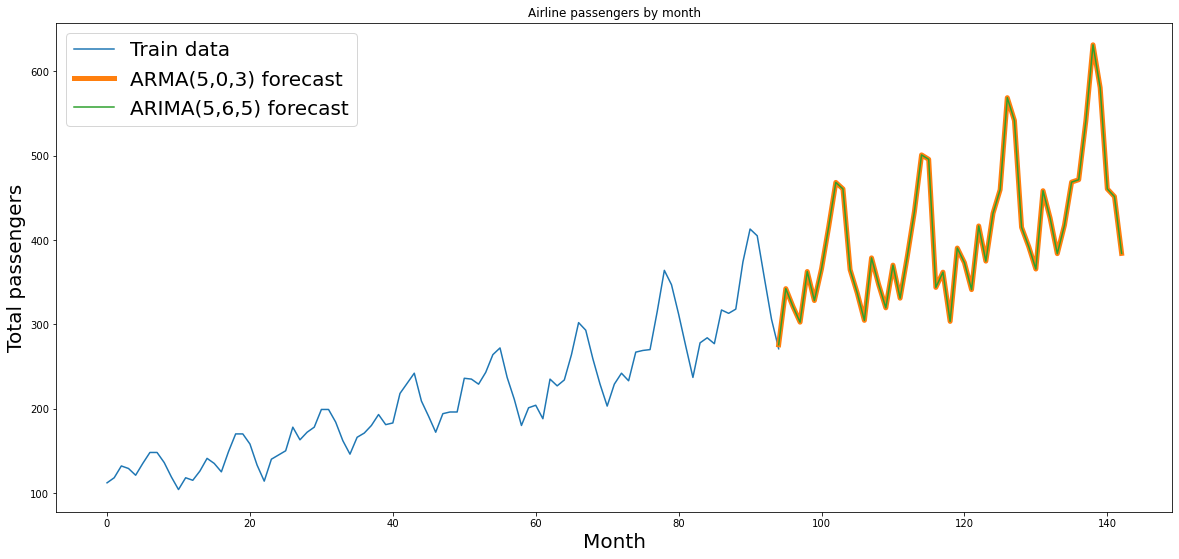 Airline passengers by month
Train data
ARMA(5,0,3) forecast
ARIMA(5,6,5) forecast
Total passengers
600
500
400
300
200
100
0 20 40 60 80 100 120 140
Month